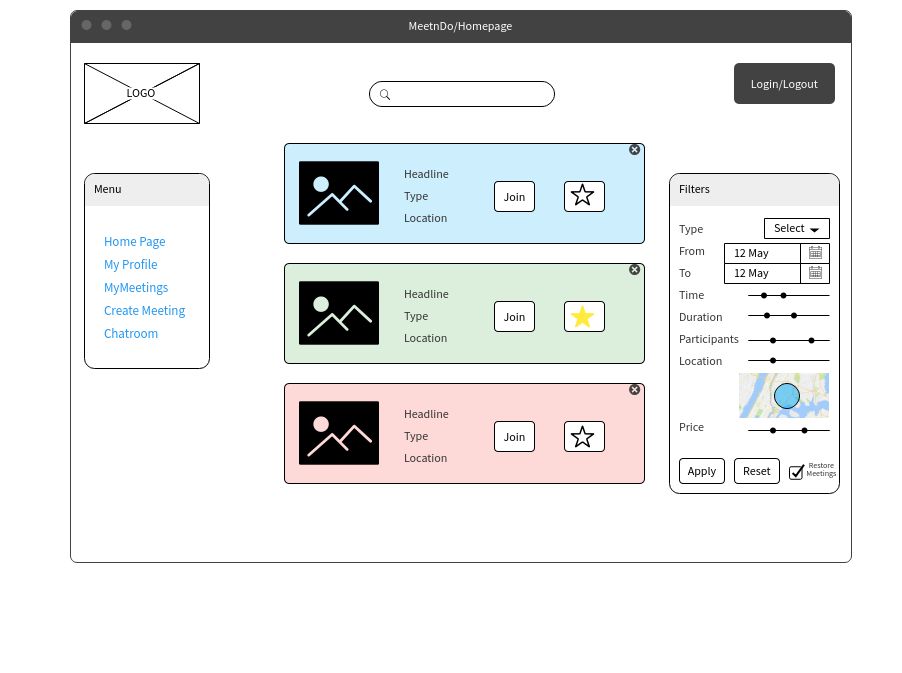 MeetnDo/Homepage
LOGO
Login/Logout
Menu
Home Page
My Profile
MyMeetings
Create Meeting
Chatroom
Headline
Type
Location
Join
Headline
Type
Location
Join
Headline
Type
Location
Join
Filters
Type Select
From 12 May
To 12 May
Time
Duration
Participants
Location
Price
Apply
Reset
Restore
Meetings